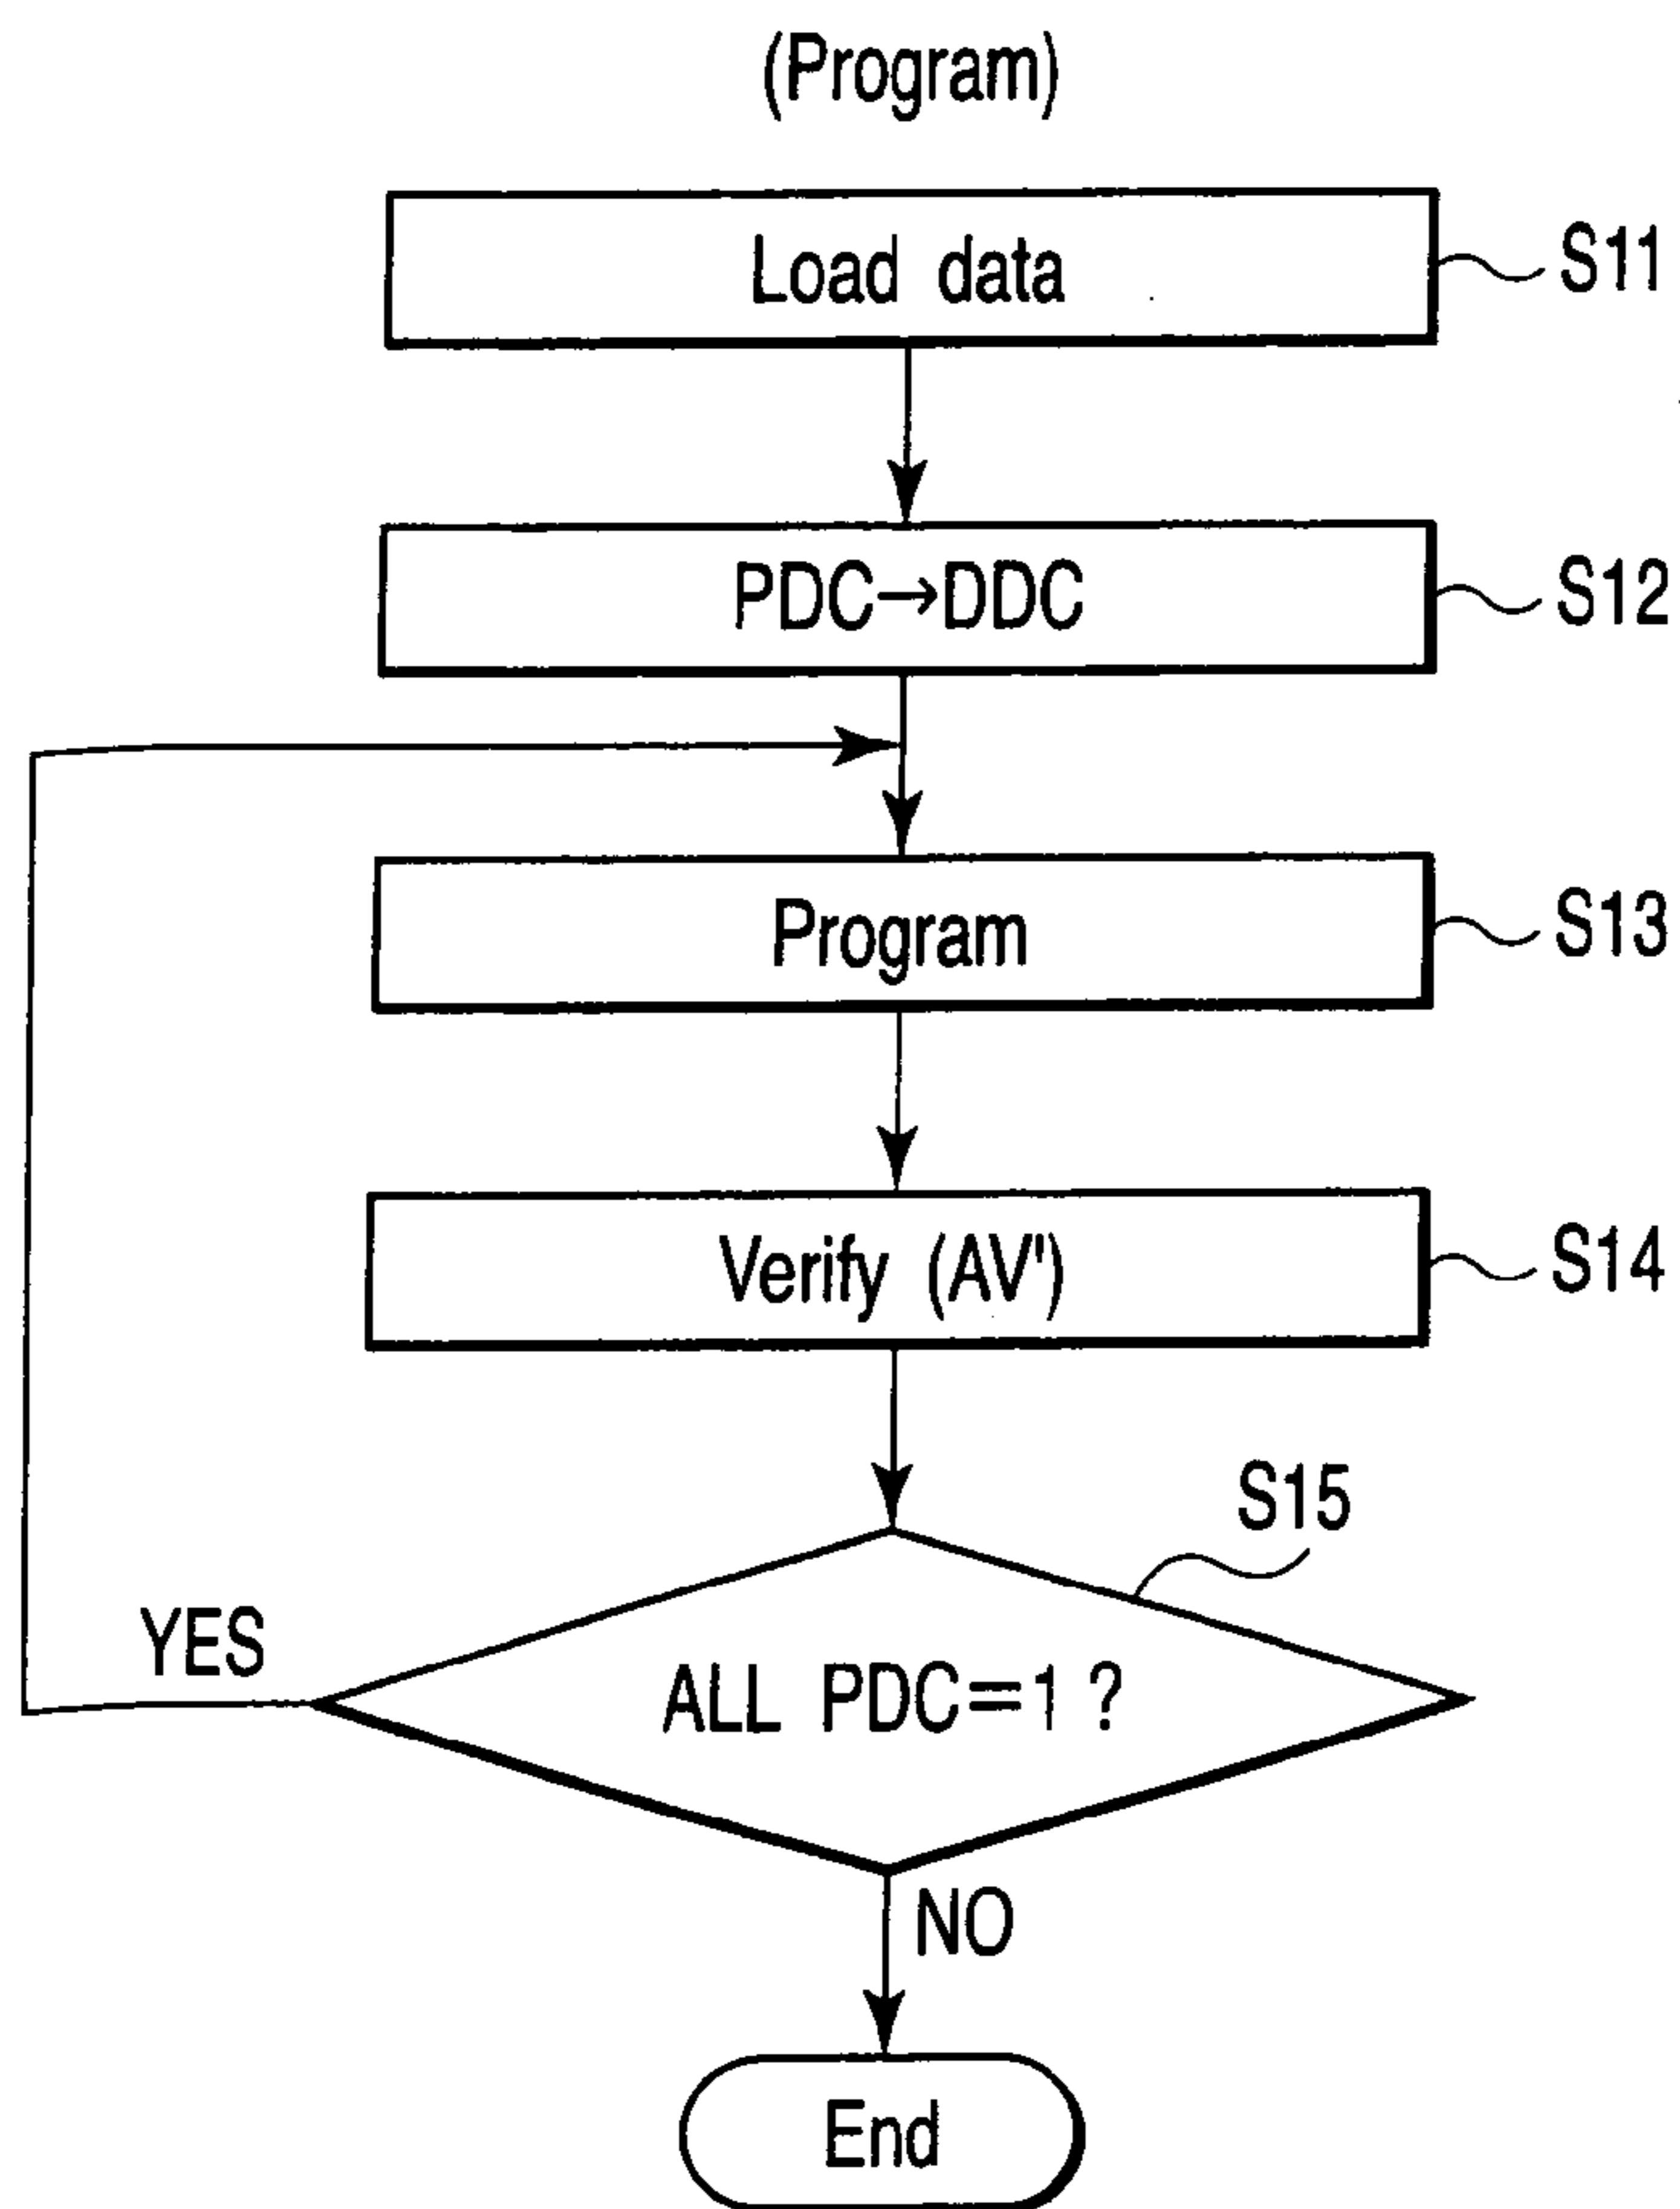 (Program)
Load data
S11
PDC→DDC
S12
Program
S13
Verify (AV')
S14
S15
YES
ALL PDC=1 ?
NO
End